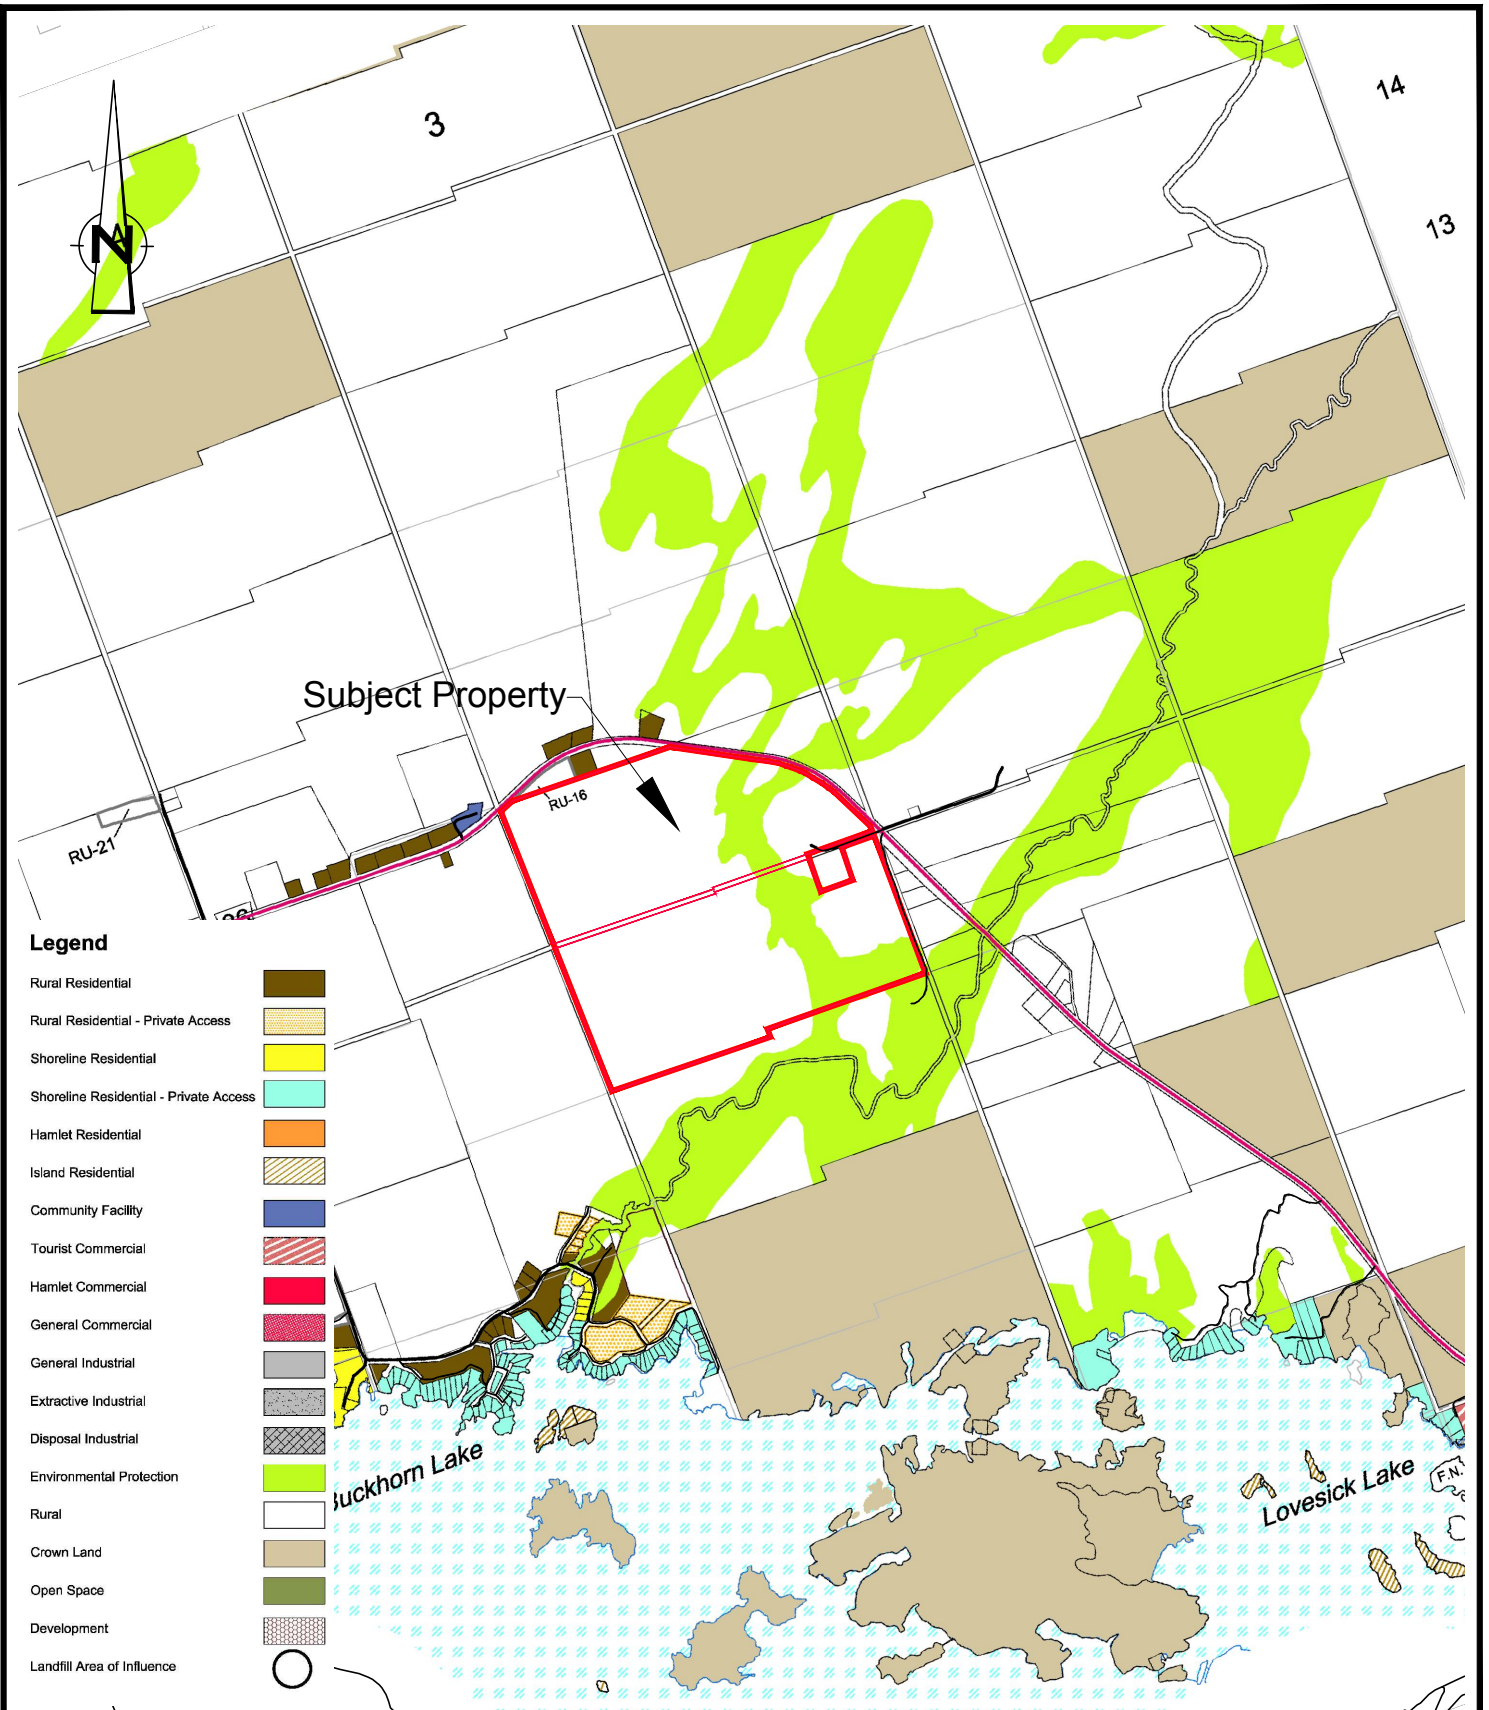 3
14
13
N
Subject Property
RU-16
RU-21
Legend
Rural Residential
Rural Residential - Private Access
Shoreline Residential
Shoreline Residential - Private Access
Hamlet Residential
Island Residential
Community Facility
Tourist Commercial
Hamlet Commercial
General Commercial
General Industrial
Extractive Industrial
Disposal Industrial
Environmental Protection
Rural
Crown Land
Open Space
Development
Landfill Area of Influence
Buckhorn Lake
Lovesick Lake
F.N.